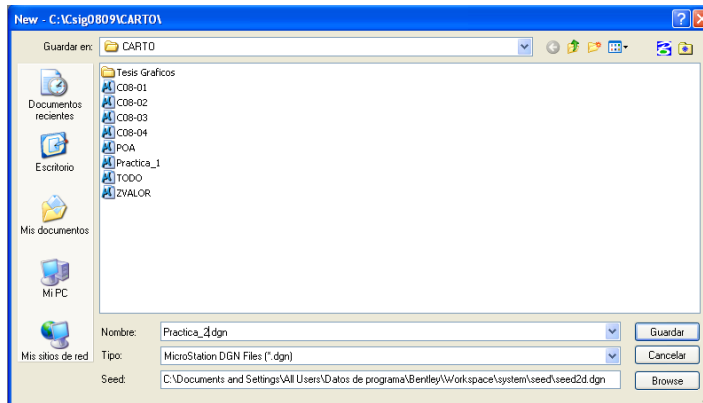 New - C:\Csig0809\CARTO\
Guardar en: CARTO
Tesis Graficos
C08-01
C08-02
C08-03
C08-04
POA
Practica_1
TODO
ZVALOR
Documentos recientes
Escritorio
Mis documentos
Mi PC
Mis sitios de red
Nombre: Practica_2.dgn Guardar
Tipo: MicroStation DGN Files (*.dgn) Cancelar
Seed: C:\Documents and Settings\All Users\Datos de programa\Bentley\Workspace\system\seed\seed2d.dgn Browse